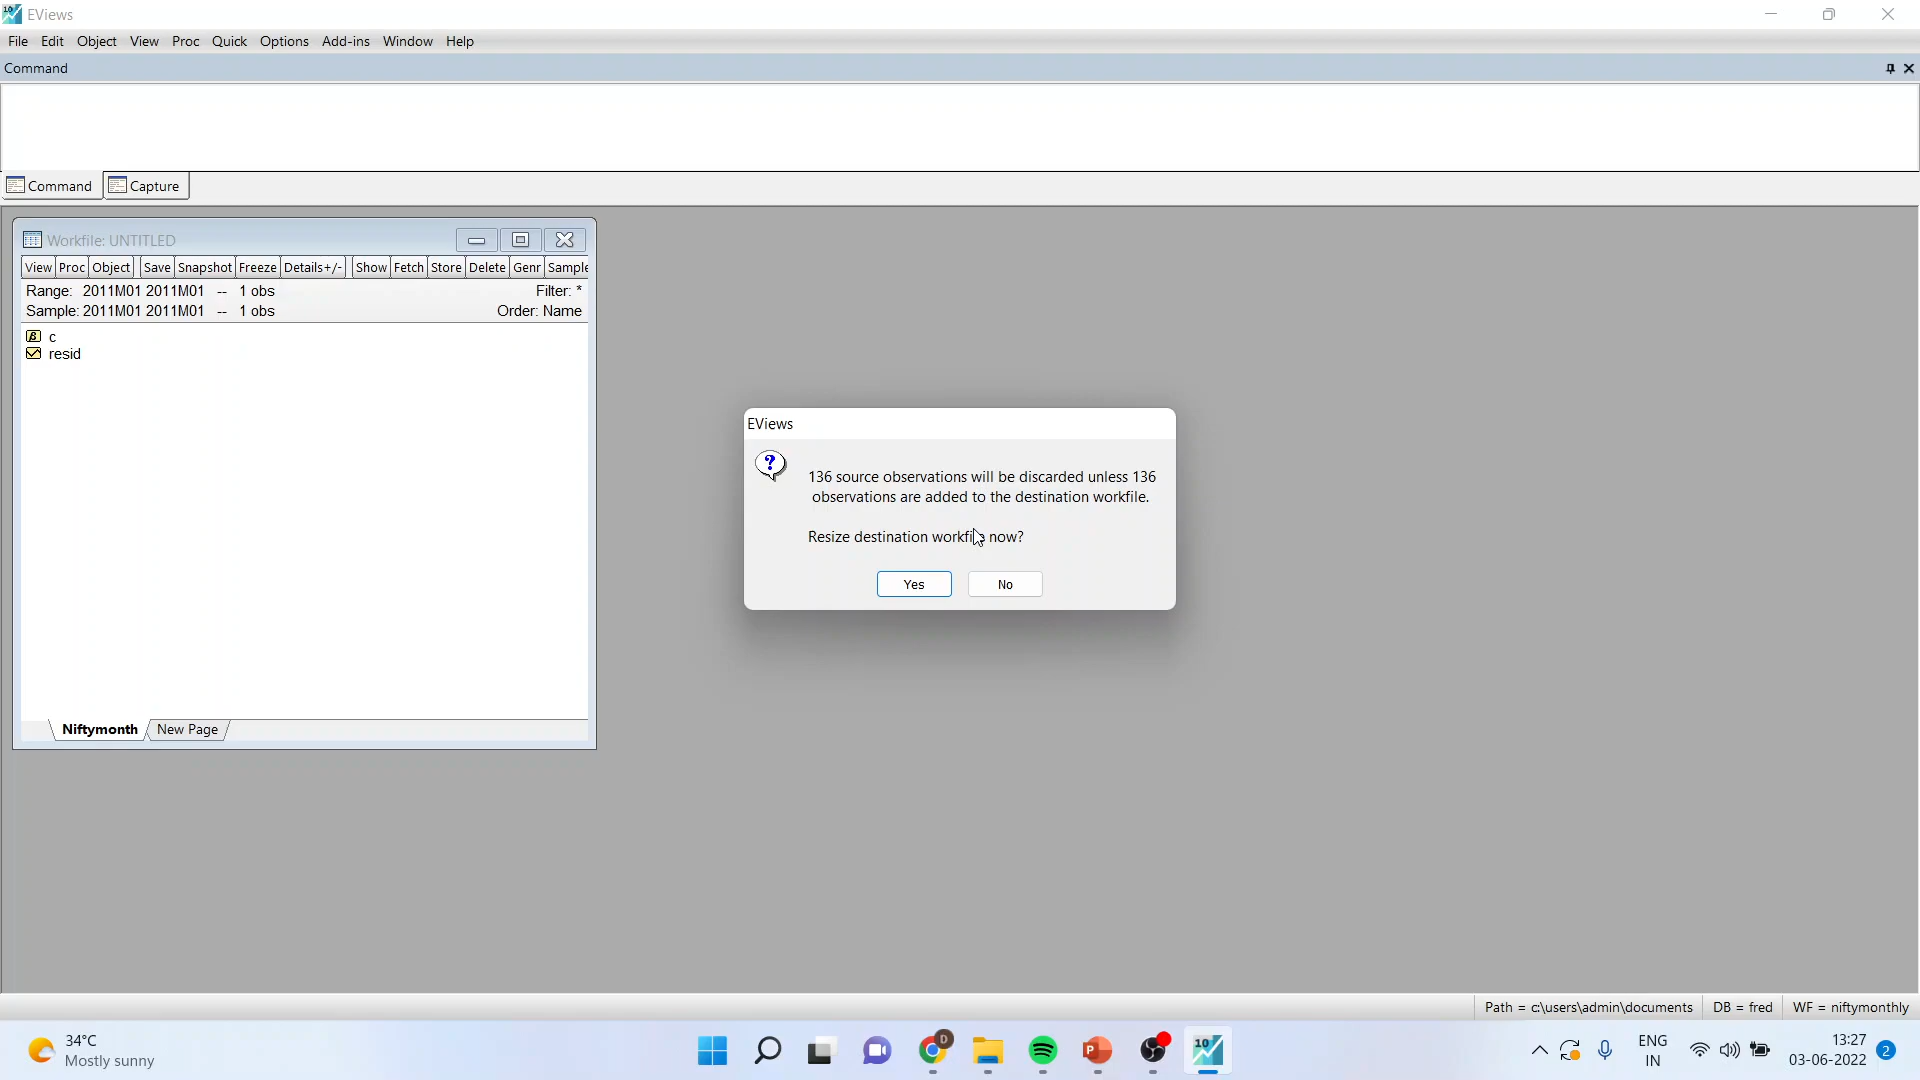 10 EViews
File Edit Object View Proc Quick Options Add-ins Window Help
Command
Command Capture
Workfile: UNTITLED
View Proc Object Save Snapshot Freeze Details+/- Show Fetch Store Delete Genr Sample
Range: 2011M01 2011M01 -- 1 obs Filter: *
Sample: 2011M01 2011M01 -- 1 obs Order: Name
β c
resid
Niftymonth New Page
EViews
? 136 source observations will be discarded unless 136
observations are added to the destination workfile.
Resize destination workfile now?
Yes No
Path = c:\users\admin\documents DB = fred WF = niftymonthly
34°C
Mostly sunny
D
P
10
ENG
IN
13:27
03-06-2022
2